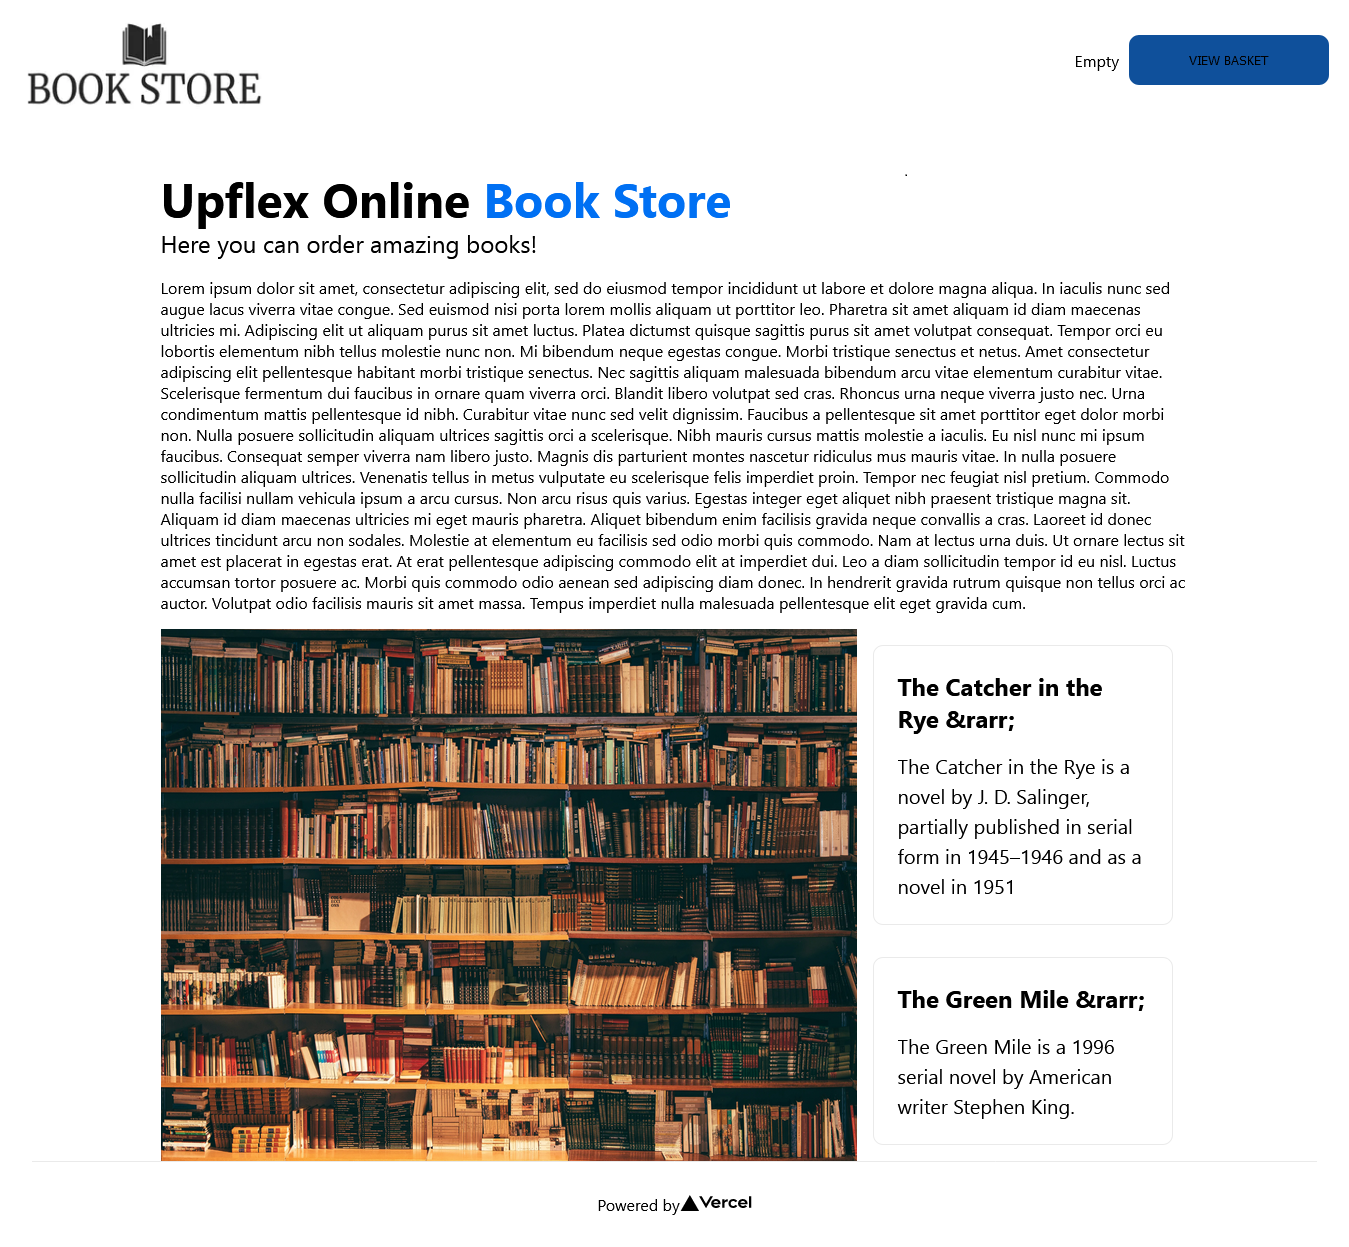 BOOK STORE
Empty
VIEW BASKET
.
Upflex Online Book Store
Here you can order amazing books!
Lorem ipsum dolor sit amet, consectetur adipiscing elit, sed do eiusmod tempor incididunt ut labore et dolore magna aliqua. In iaculis nunc sed
augue lacus viverra vitae congue. Sed euismod nisi porta lorem mollis aliquam ut porttitor leo. Pharetra sit amet aliquam id diam maecenas
ultricies mi. Adipiscing elit ut aliquam purus sit amet luctus. Platea dictumst quisque sagittis purus sit amet volutpat consequat. Tempor orci eu
lobortis elementum nibh tellus molestie nunc non. Mi bibendum neque egestas congue. Morbi tristique senectus et netus. Amet consectetur
adipiscing elit pellentesque habitant morbi tristique senectus. Nec sagittis aliquam malesuada bibendum arcu vitae elementum curabitur vitae.
Scelerisque fermentum dui faucibus in ornare quam viverra orci. Blandit libero volutpat sed cras. Rhoncus urna neque viverra justo nec. Urna
condimentum mattis pellentesque id nibh. Curabitur vitae nunc sed velit dignissim. Faucibus a pellentesque sit amet porttitor eget dolor morbi
non. Nulla posuere sollicitudin aliquam ultrices sagittis orci a scelerisque. Nibh mauris cursus mattis molestie a iaculis. Eu nisl nunc mi ipsum
faucibus. Consequat semper viverra nam libero justo. Magnis dis parturient montes nascetur ridiculus mus mauris vitae. In nulla posuere
sollicitudin aliquam ultrices. Venenatis tellus in metus vulputate eu scelerisque felis imperdiet proin. Tempor nec feugiat nisl pretium. Commodo
nulla facilisi nullam vehicula ipsum a arcu cursus. Non arcu risus quis varius. Egestas integer eget aliquet nibh praesent tristique magna sit.
Aliquam id diam maecenas ultricies mi eget mauris pharetra. Aliquet bibendum enim facilisis gravida neque convallis a cras. Laoreet id donec
ultrices tincidunt arcu non sodales. Molestie at elementum eu facilisis sed odio morbi quis commodo. Nam at lectus urna duis. Ut ornare lectus sit
amet est placerat in egestas erat. At erat pellentesque adipiscing commodo elit at imperdiet dui. Leo a diam sollicitudin tempor id eu nisl. Luctus
accumsan tortor posuere ac. Morbi quis commodo odio aenean sed adipiscing diam donec. In hendrerit gravida rutrum quisque non tellus orci ac
auctor. Volutpat odio facilisis mauris sit amet massa. Tempus imperdiet nulla malesuada pellentesque elit eget gravida cum.
The Catcher in the
Rye &rarr;
The Catcher in the Rye is a
novel by J. D. Salinger,
partially published in serial
form in 1945–1946 and as a
novel in 1951
The Green Mile &rarr;
The Green Mile is a 1996
serial novel by American
writer Stephen King.
Powered by Vercel